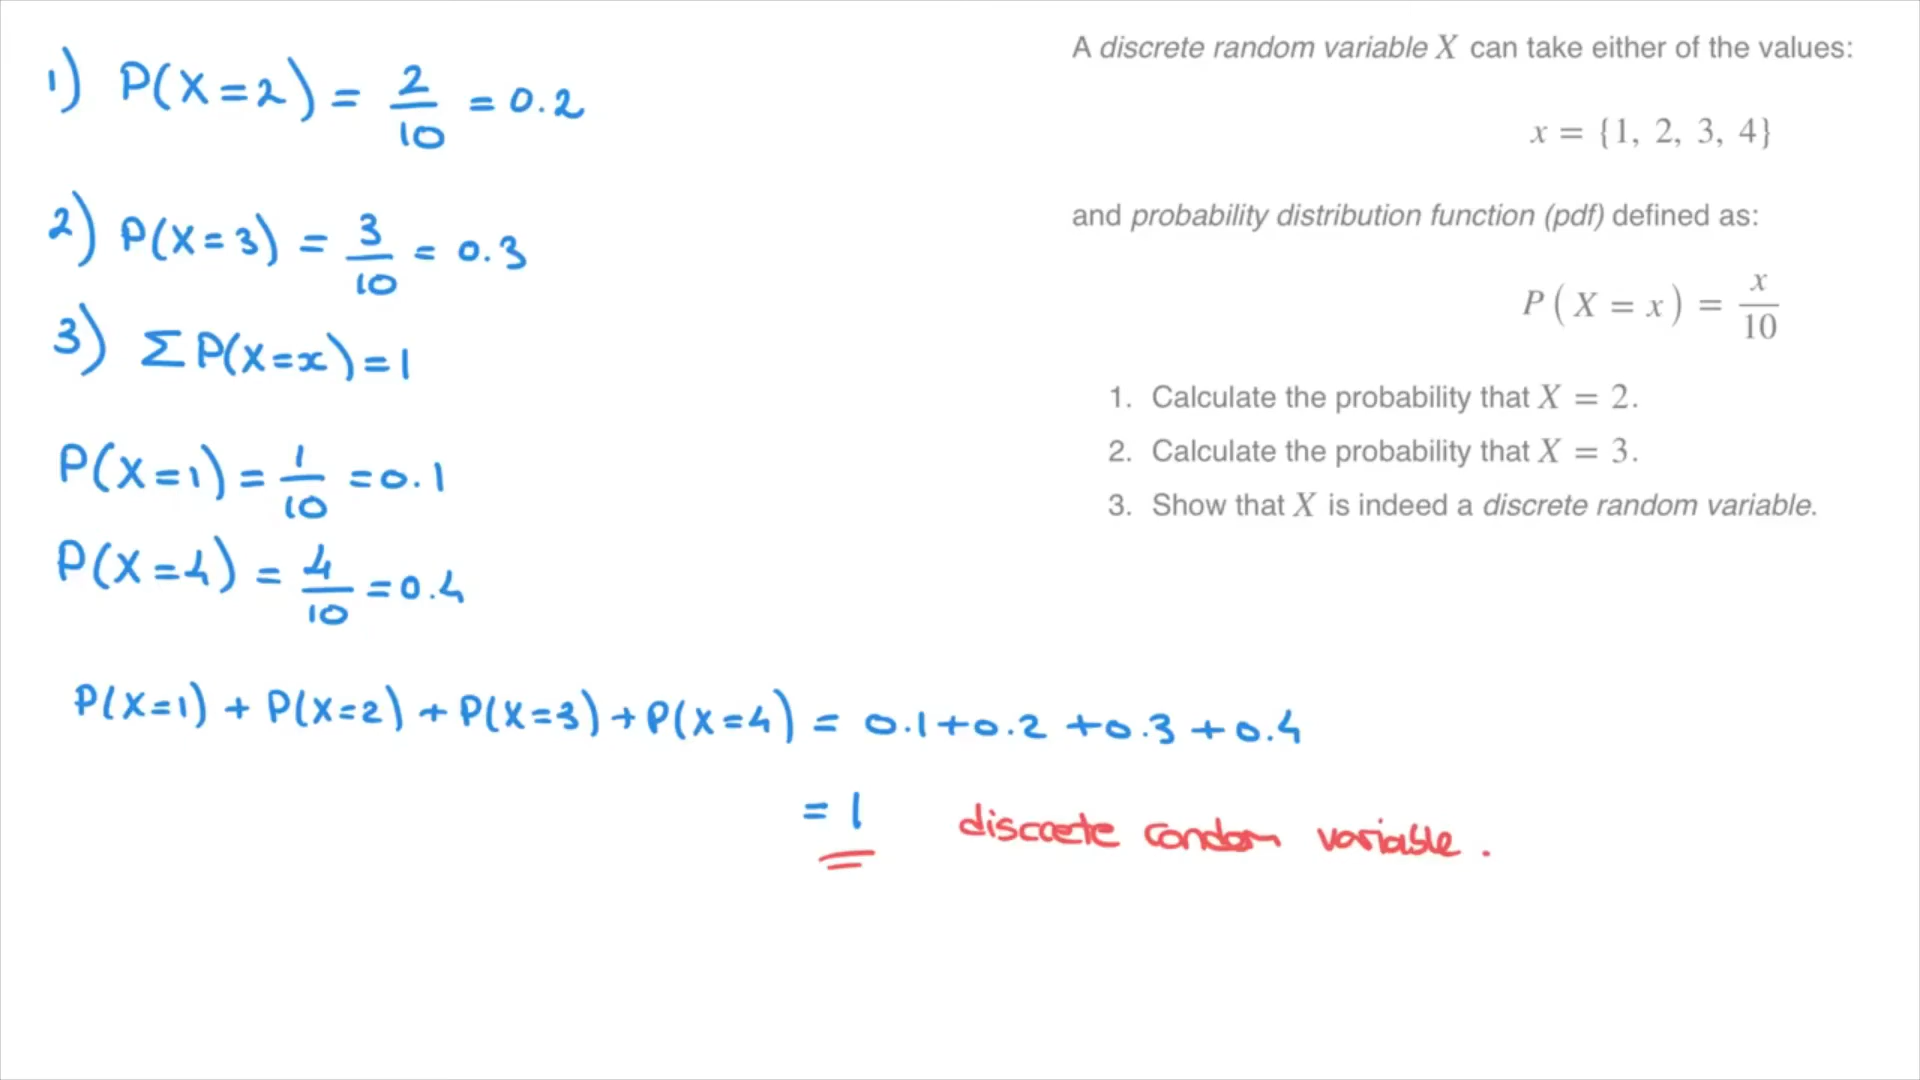 1) P(X=2) = 2/10 = 0.2
2) P(X=3) = 3/10 = 0.3
3) Σ P(X=x) = 1
P(X=1) = 1/10 = 0.1
P(X=4) = 4/10 = 0.4
P(X=1) + P(X=2) + P(X=3) + P(X=4) = 0.1 + 0.2 + 0.3 + 0.4
= 1 discrete random variable.
A discrete random variable X can take either of the values:
x = {1, 2, 3, 4}
and probability distribution function (pdf) defined as:
P(X = x) = x/10
1. Calculate the probability that X = 2.
2. Calculate the probability that X = 3.
3. Show that X is indeed a discrete random variable.